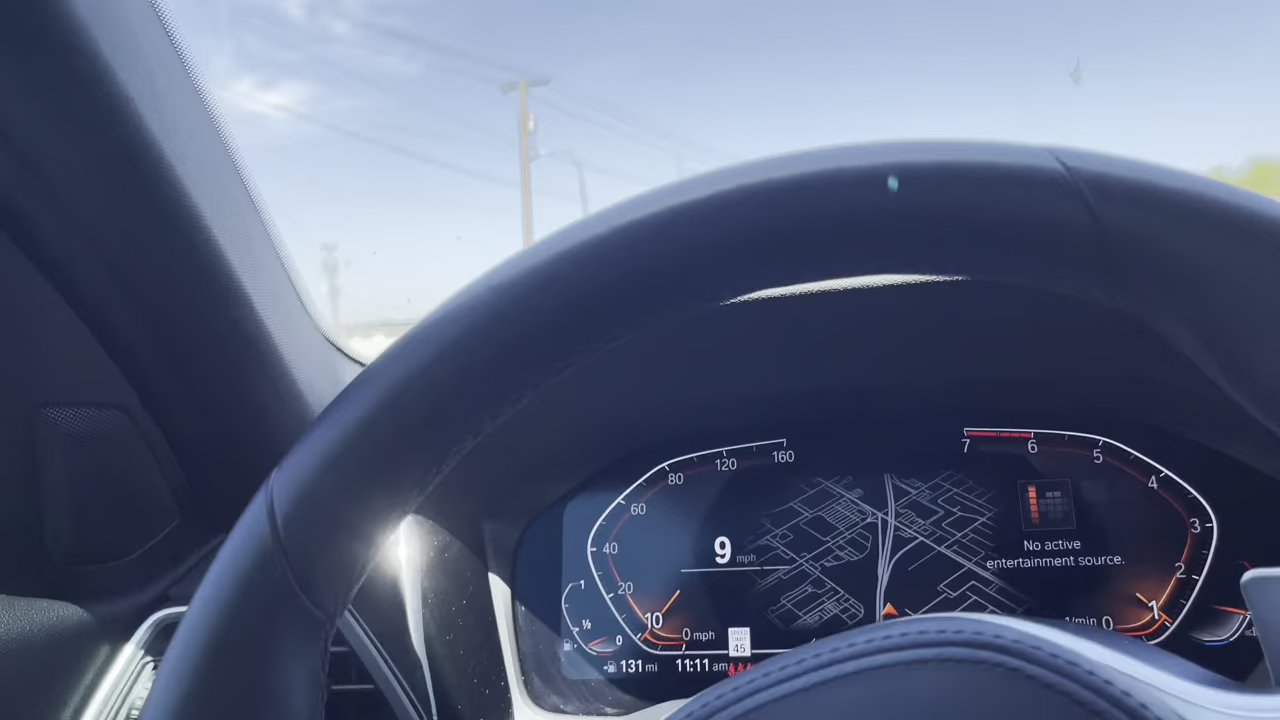 160
120
80
60
40
20
10
0 mph
9 mph
1
½
0
SPEED
LIMIT
45
131 mi
11:11 am
7
6
5
4
3
2
1
1/min 0
No active
entertainment source.